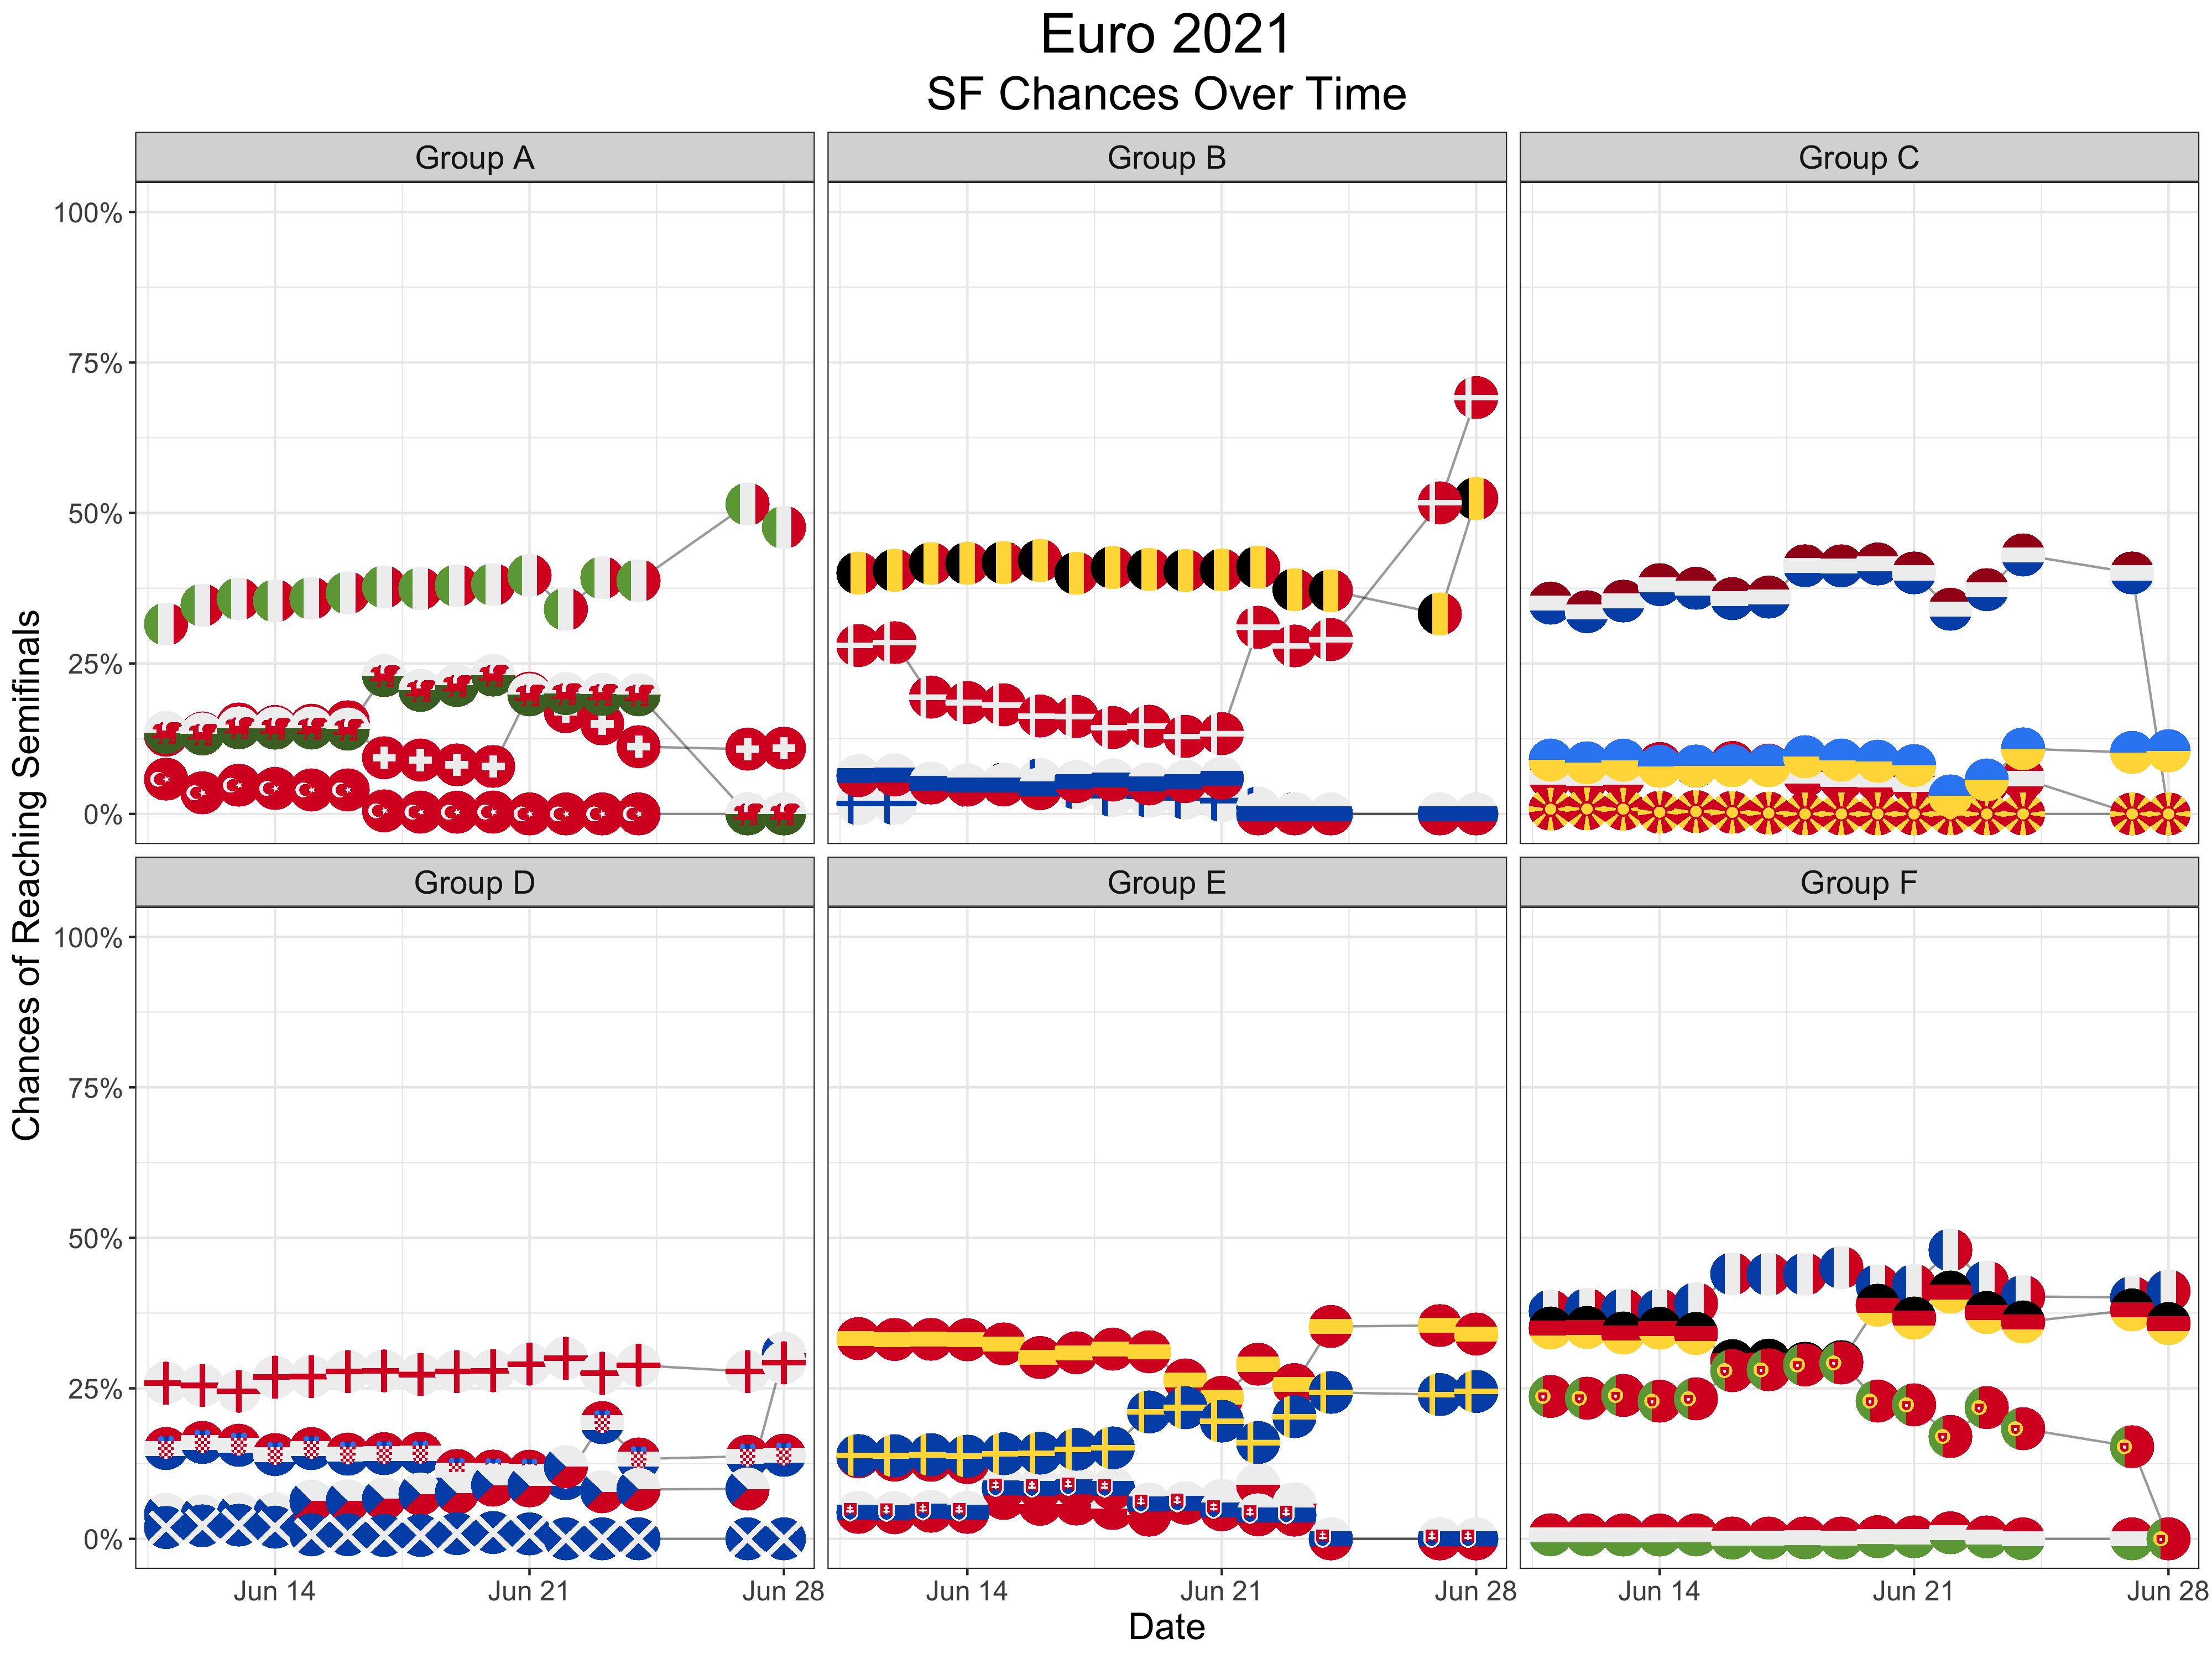 Euro 2021
SF Chances Over Time
Group A
Group B
Group C
100%
75%
50%
25%
0%
Group D
Group E
Group F
100%
75%
50%
25%
0%
Jun 14
Jun 21
Jun 28
Jun 14
Jun 21
Jun 28
Jun 14
Jun 21
Jun 28
Date
Chances of Reaching Semifinals